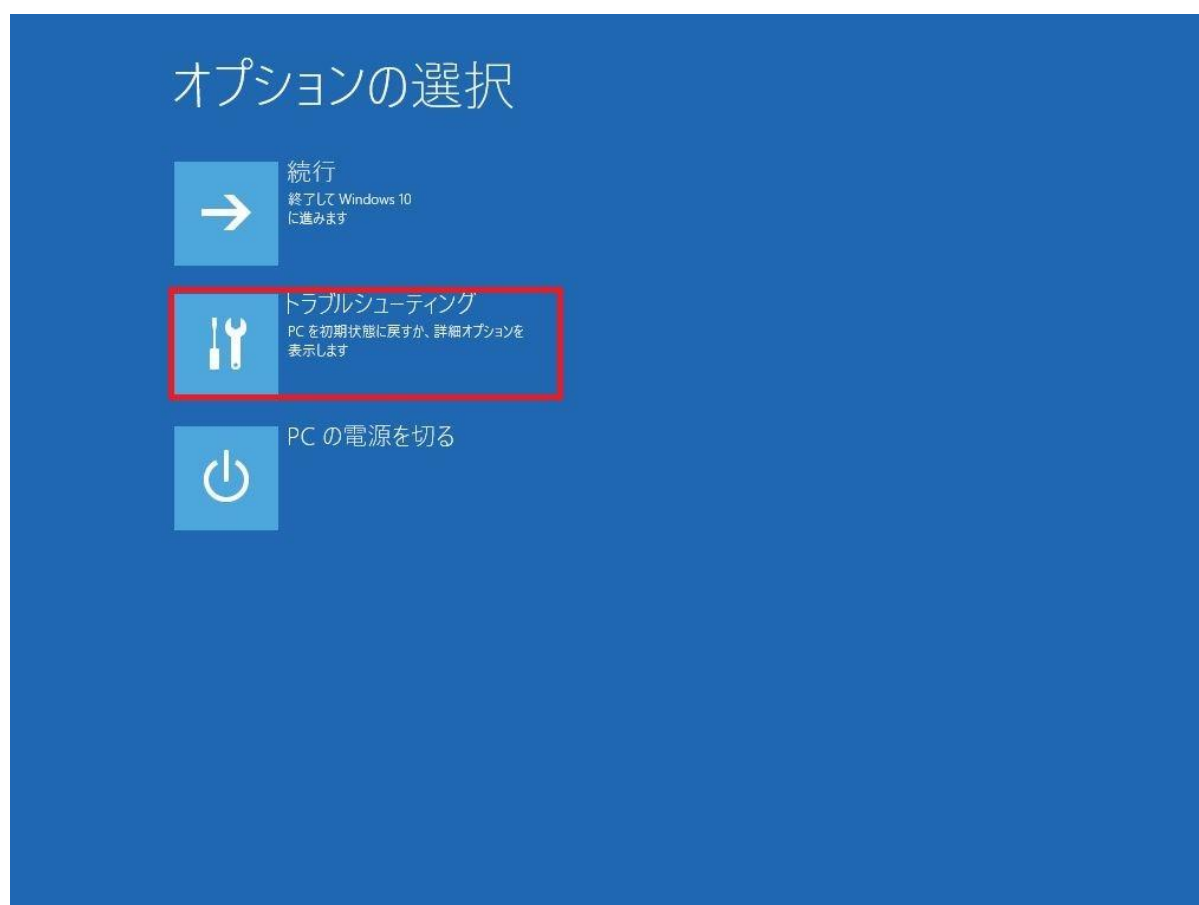 オプションの選択
続行
終了して Windows 10
に進みます
トラブルシューティング
PC を初期状態に戻すか、詳細オプションを
表示します
PC の電源を切る